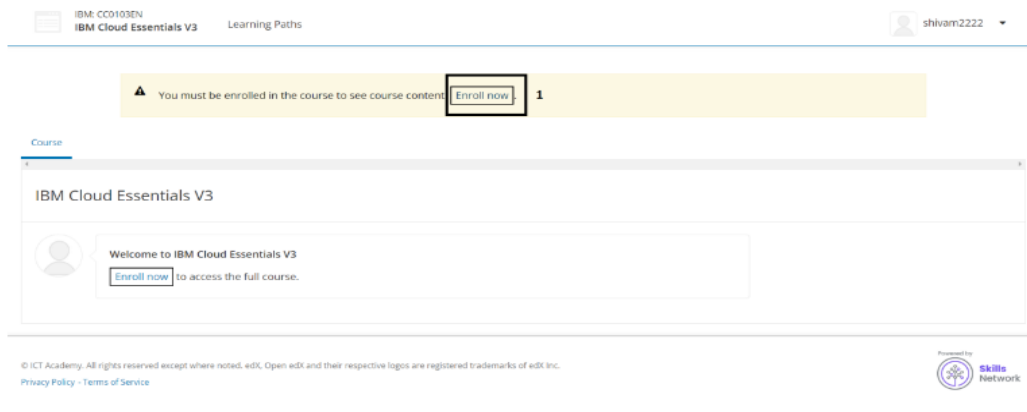 IBM: CC0103EN
IBM Cloud Essentials V3
Learning Paths
shivam2222
You must be enrolled in the course to see course content. Enroll now. 1
Course
IBM Cloud Essentials V3
Welcome to IBM Cloud Essentials V3
Enroll now to access the full course.
© ICT Academy. All rights reserved except where noted. edX, Open edX and their respective logos are registered trademarks of edX Inc.
Privacy Policy - Terms of Service
Powered by
Skills
Network